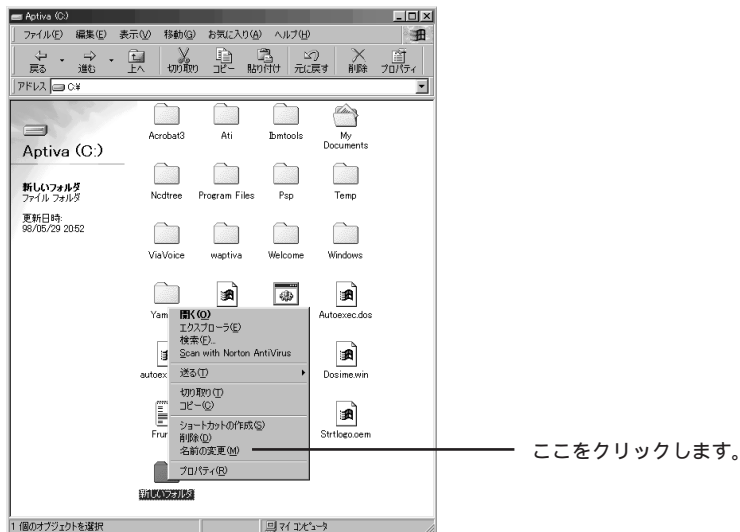 Aptiva (C:)
ファイル(F) 編集(E) 表示(V) 移動(G) お気に入り(A) ヘルプ(H)
戻る 進む 上へ 切り取り コピー 貼り付け 元に戻す 削除 プロパティ
アドレス C:¥
Aptiva (C:)
新しいフォルダ
ファイル フォルダ
更新日時:
98/05/29 20:52
Acrobat3 Ati Ibmtools My Documents
Ncdtree Program Files Psp Temp
ViaVoice waptiva Welcome Windows
Yam Autoexec.dos
autoex Dosime.win
Frun Strtlogo.oem
新しいフォルダ
開く(O)
エクスプローラ(E)
検索(F)...
Scan with Norton AntiVirus
送る(T)
切り取り(T)
コピー(C)
ショートカットの作成(S)
削除(D)
名前の変更(M)
プロパティ(R)
ここをクリックします。
1 個のオブジェクトを選択 マイ コンピュータ